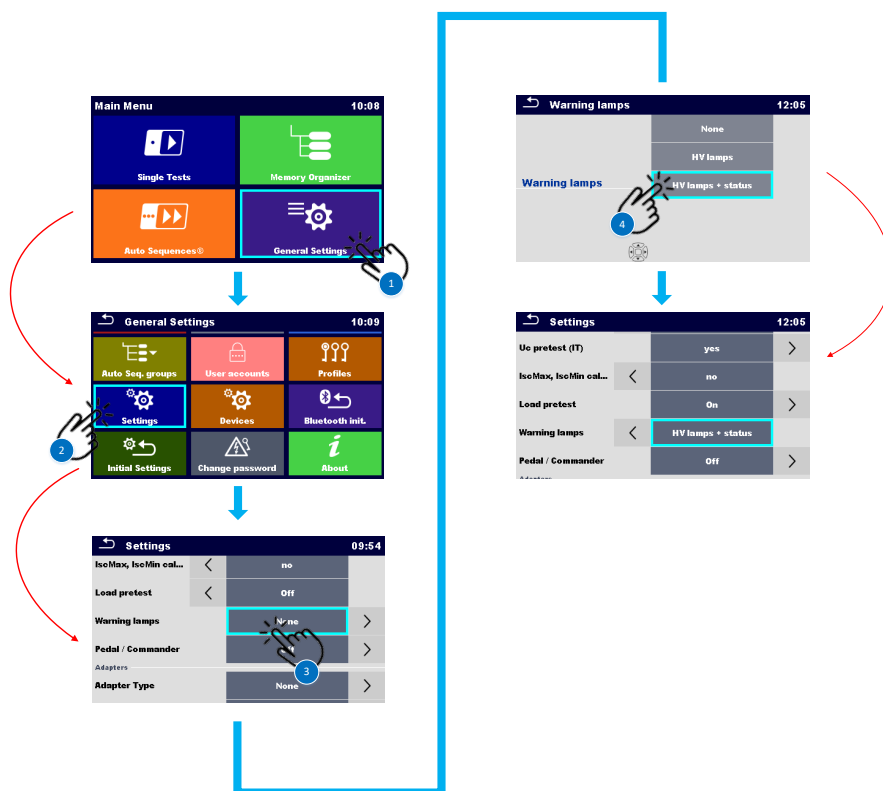 Main Menu 10:08
Single Tests
Memory Organizer
Auto Sequences®
General Settings
1
General Settings 10:09
Auto Seq. groups
User accounts
Profiles
Settings
Devices
Bluetooth init.
2
Initial Settings
Change password
About
Settings 09:54
IscMax, IscMin cal... no
Load pretest Off
Warning lamps None
Pedal / Commander
Adapters
3
Adapter Type None
Warning lamps 12:05
None
HV lamps
Warning lamps
HV lamps + status
4
Settings 12:05
Uc pretest (IT) yes
IscMax, IscMin cal... no
Load pretest On
Warning lamps HV lamps + status
Pedal / Commander Off
Adapters